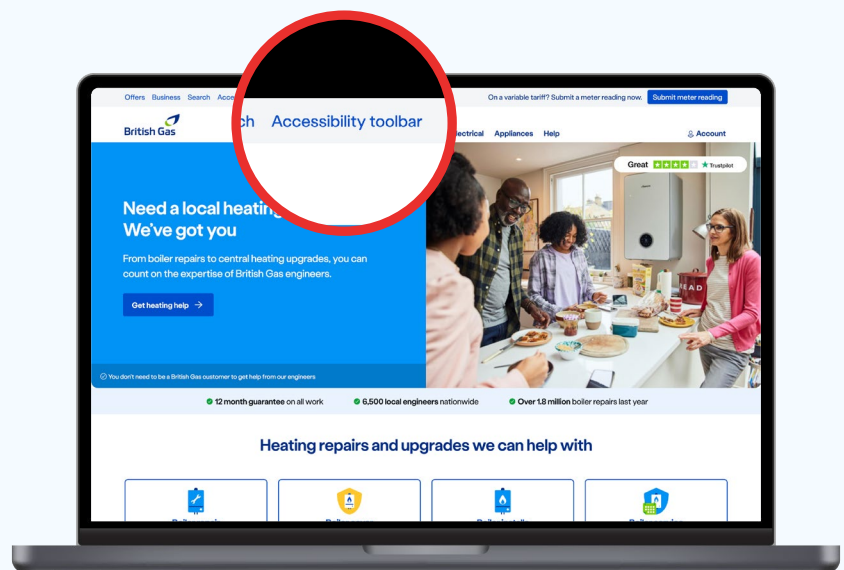 Offers Business Search Acce
On a variable tariff? Submit a meter reading now. Submit meter reading
ch Accessibility toolbar
British Gas
lectrical Appliances Help Account
Great Trustpilot
Need a local heating
We've got you
From boiler repairs to central heating upgrades, you can
count on the expertise of British Gas engineers.
Get heating help
READ
You don't need to be a British Gas customer to get help from our engineers
12 month guarantee on all work 6,500 local engineers nationwide Over 1.8 million boiler repairs last year
Heating repairs and upgrades we can help with